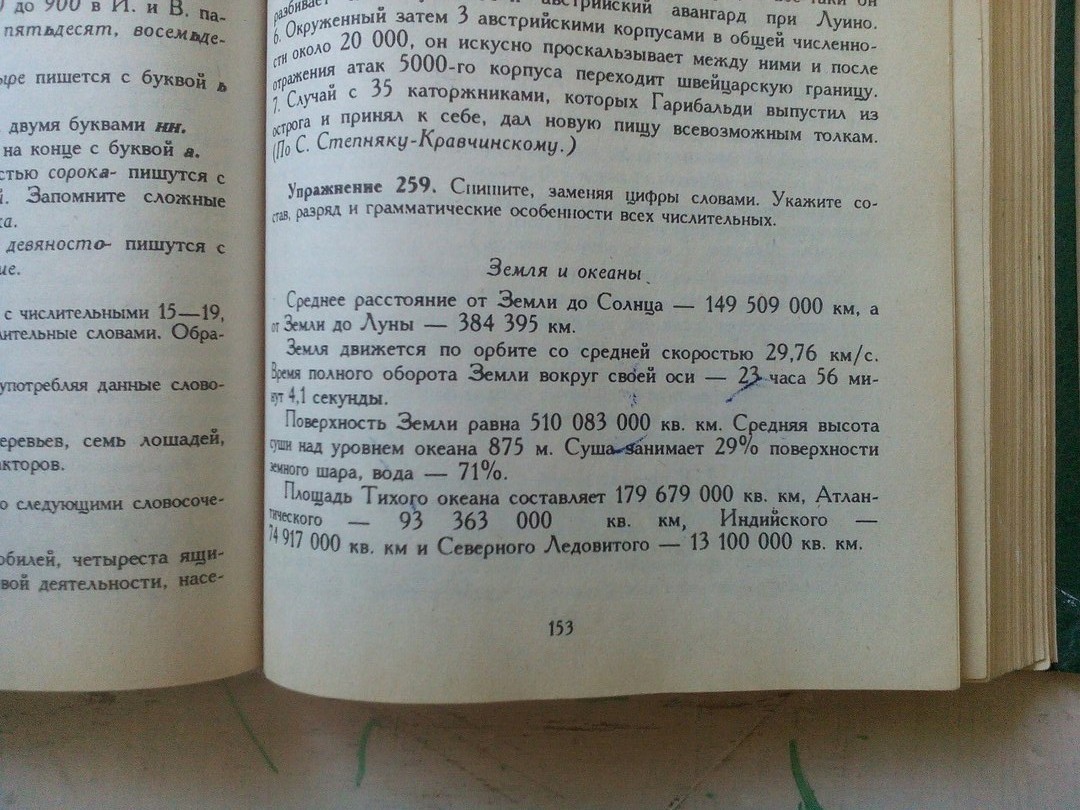 до 900 в И. и В. па-
пятьдесят, восемьде-
пишется с буквой ь
двумя буквами нн.
на конце с буквой а.
сорока- пишутся с
Запомните сложные
девяносто- пишутся с
с числительными 15—19,
словами. Обра-
употребляя данные слово-
семь лошадей,
следующими словосоче-
четыреста ящи-
деятельности, насе-
австрийский авангард при Луино.
6. Окруженный затем 3 австрийскими корпусами в общей численно-
сти около 20 000, он искусно проскальзывает между ними и после
отражения атак 5000-го корпуса переходит швейцарскую границу.
7. Случай с 35 каторжниками, которых Гарибальди выпустил из
острога и принял к себе, дал новую пищу всевозможным толкам.
(По С. Степняку-Кравчинскому.)
Упражнение 259. Спишите, заменяя цифры словами. Укажите со-
став, разряд и грамматические особенности всех числительных.
Земля и океаны
Среднее расстояние от Земли до Солнца — 149 509 000 км, а
от Земли до Луны — 384 395 км.
Земля движется по орбите со средней скоростью 29,76 км/с.
Время полного оборота Земли вокруг своей оси — 23 часа 56 ми-
нут 4,1 секунды.
Поверхность Земли равна 510 083 000 кв. км. Средняя высота
суши над уровнем океана 875 м. Суша занимает 29% поверхности
земного шара, вода — 71%.
Площадь Тихого океана составляет 179 679 000 кв. км, Атлан-
тического — 93 363 000 кв. км, Индийского —
74 917 000 кв. км и Северного Ледовитого — 13 100 000 кв. км.
153